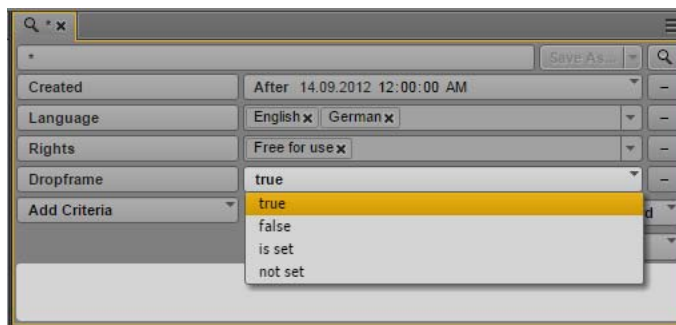 * x
*
Save As...
Created After 14.09.2012 12:00:00 AM
Language English x German x
Rights Free for use x
Dropframe true
Add Criteria true d
false
is set
not set